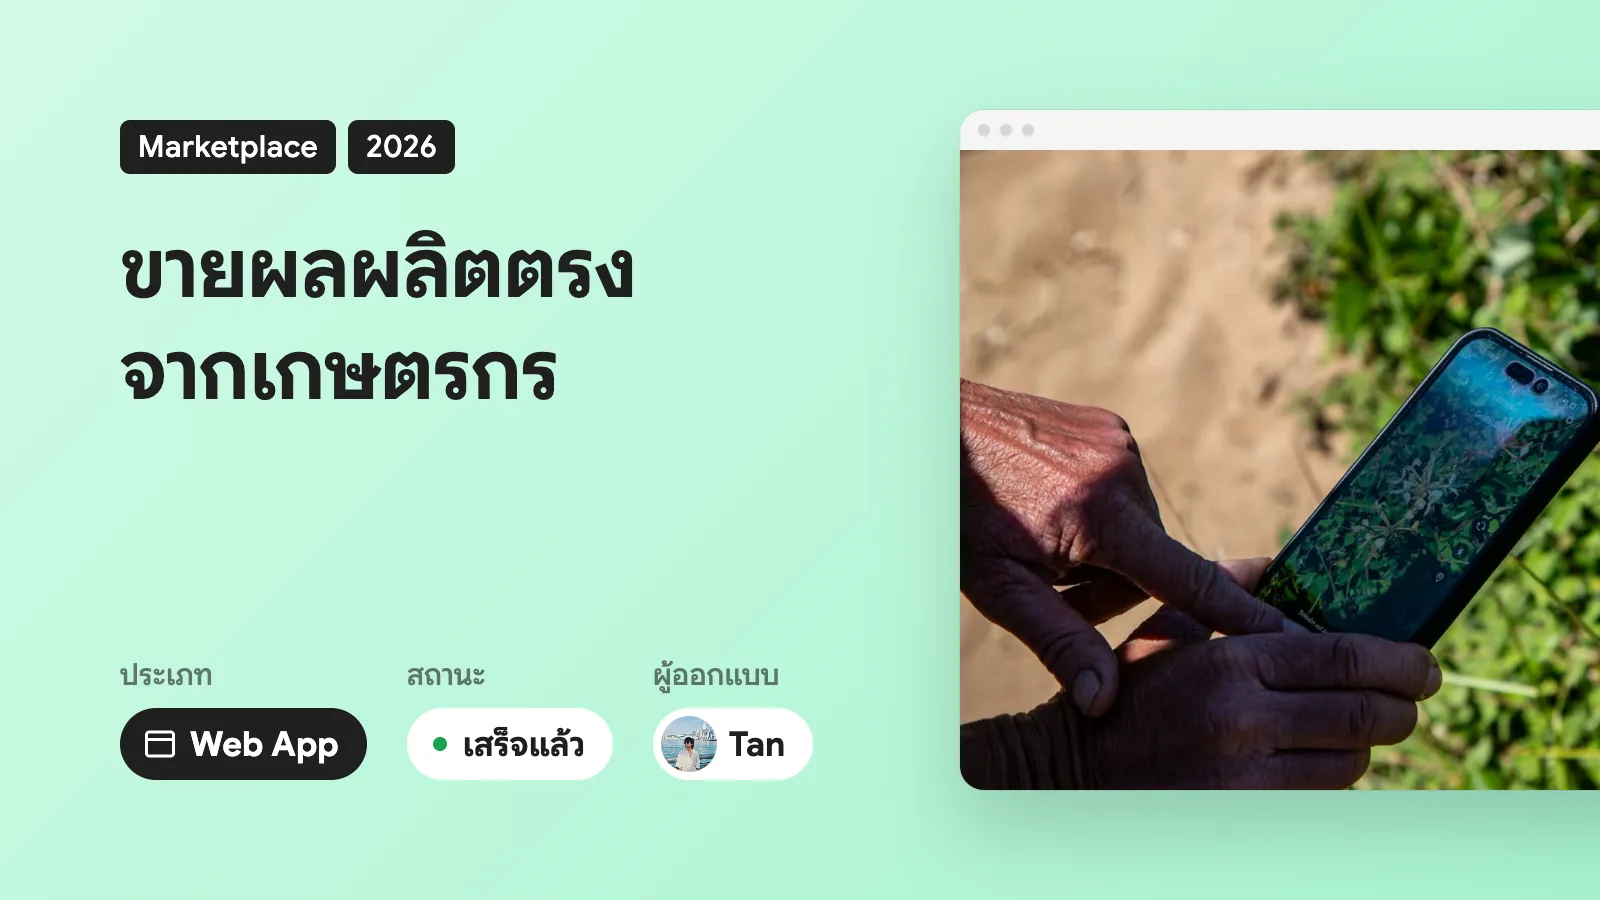 Marketplace 2026
ขายผลผลิตตรง
จากเกษตรกร
ประเภท สถานะ ผู้ออกแบบ
Web App เสร็จแล้ว Tan